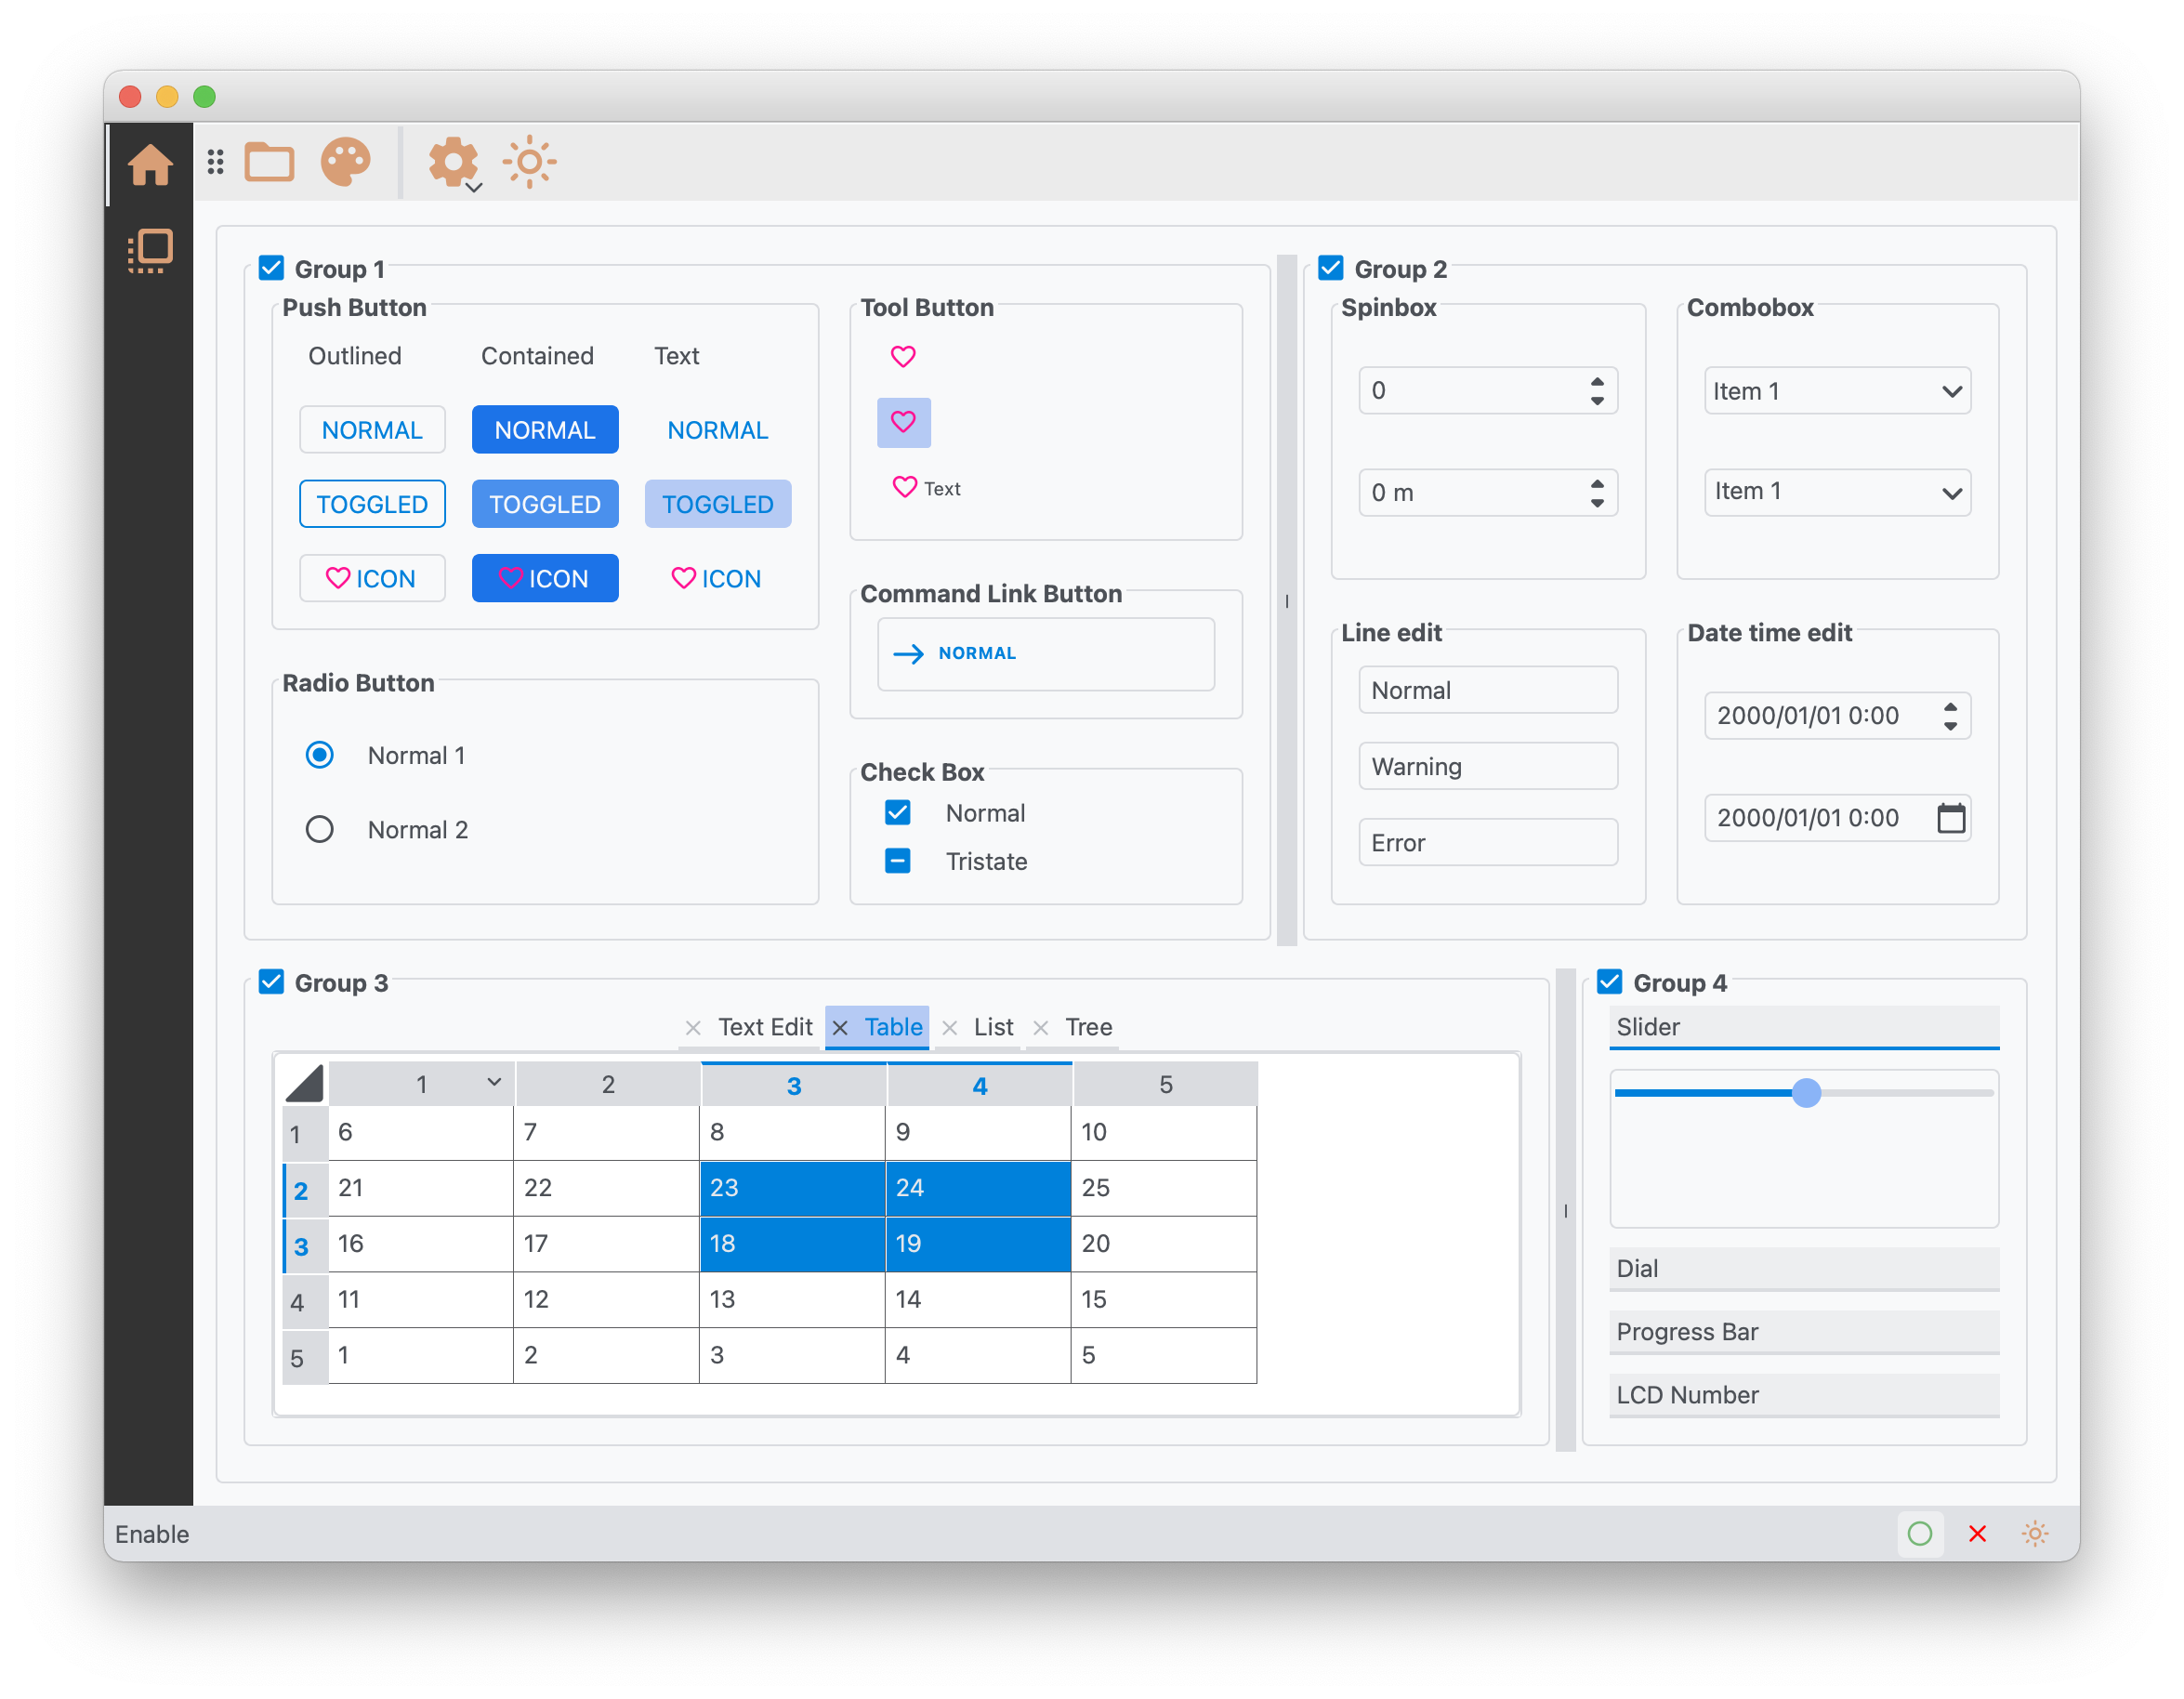 Group 1
Push Button
Outlined Contained Text
NORMAL NORMAL NORMAL
TOGGLED TOGGLED TOGGLED
ICON ICON ICON
Radio Button
Normal 1
Normal 2
Tool Button
Text
Command Link Button
NORMAL
Check Box
Normal
Tristate
Group 2
Spinbox
0
0 m
Combobox
Item 1
Item 1
Line edit
Normal
Warning
Error
Date time edit
2000/01/01 0:00
2000/01/01 0:00
Group 3
Text Edit Table List Tree
1 2 3 4 5
1 6 7 8 9 10
2 21 22 23 24 25
3 16 17 18 19 20
4 11 12 13 14 15
5 1 2 3 4 5
Group 4
Slider
Dial
Progress Bar
LCD Number
Enable